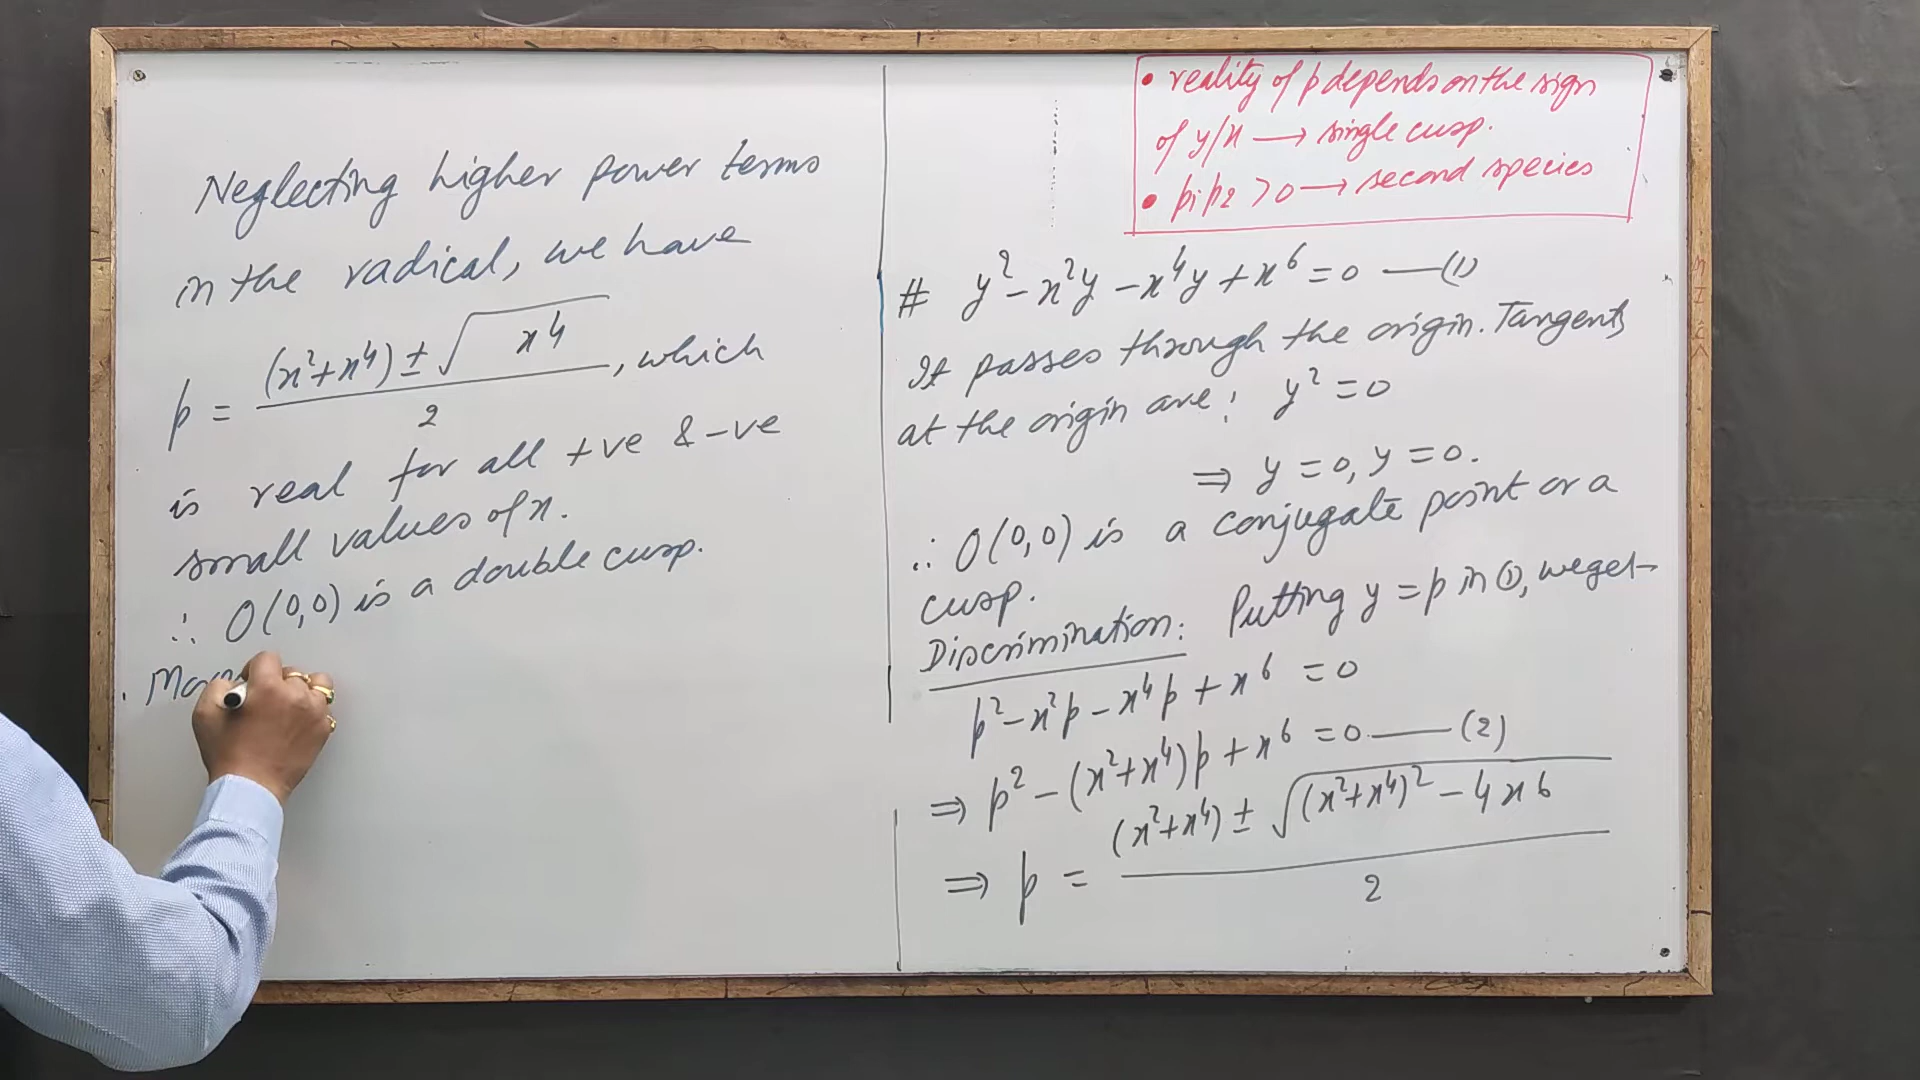 • reality of p depends on the sign
of y/x → single cusp.
• p₁p₂ >0 → second species
# y² - x²y - x⁴y + x⁶ = 0 —(1)
It passes through the origin. Tangents
at the origin are: y² = 0
⇒ y = 0, y = 0.
∴ O(0,0) is a conjugate point or a
cusp.
Discrimination: Putting y = p in ①, we get
p² - x²p - x⁴p + x⁶ = 0
⇒ p² - (x²+x⁴)p + x⁶ = 0 —(2)
⇒ p = (x²+x⁴) ± √(x²+x⁴)² - 4x⁶ / 2
Neglecting higher power terms
in the radical, we have
p = (x²+x⁴) ± √x⁴ / 2, which
is real for all +ve & -ve
small values of x.
∴ O(0,0) is a double cusp.